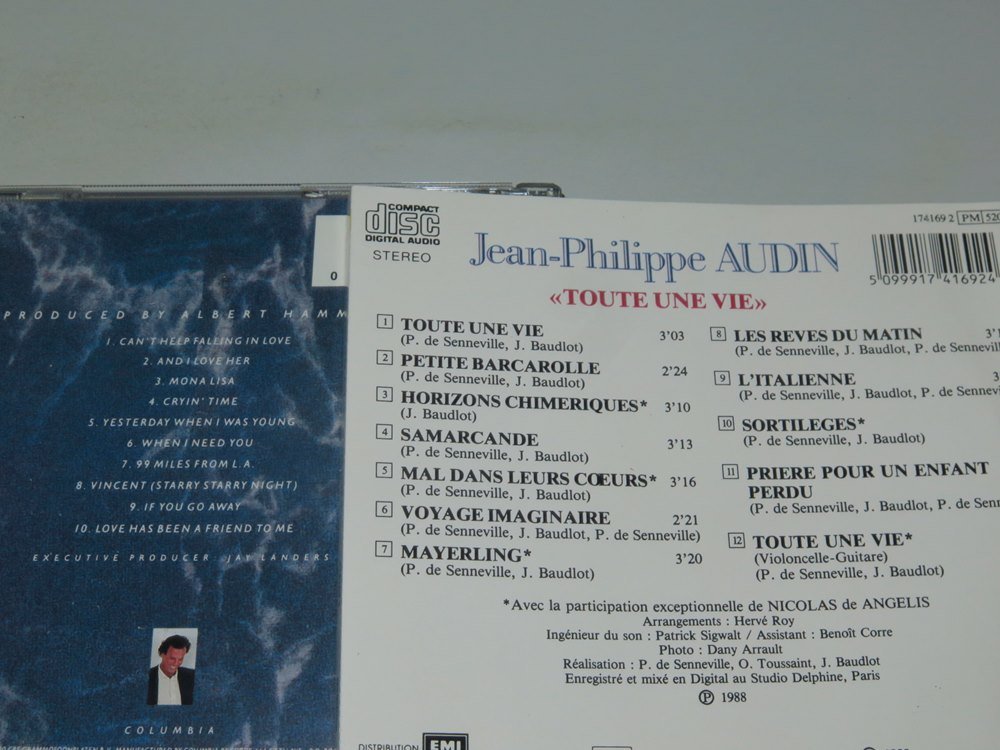 0
PRODUCED BY ALBERT HAMM
1. CAN'T HELP FALLING IN LOVE
2. AND I LOVE HER
3. MONA LISA
4. CRYIN' TIME
5. YESTERDAY WHEN I WAS YOUNG
6. WHEN I NEED YOU
7. 99 MILES FROM L.A.
8. VINCENT (STARRY STARRY NIGHT)
9. IF YOU GO AWAY
10. LOVE HAS BEEN A FRIEND TO ME
EXECUTIVE PRODUCER: JAY LANDERS
COLUMBIA
COMPACT
disc
DIGITAL AUDIO
STEREO
174169 2 PM 520
Jean-Philippe AUDIN
5 099917 416924
«TOUTE UNE VIE»
1 TOUTE UNE VIE 3'03
(P. de Senneville, J. Baudlot)
2 PETITE BARCAROLLE 2'24
(P. de Senneville, J. Baudlot)
3 HORIZONS CHIMERIQUES* 3'10
(J. Baudlot)
4 SAMARCANDE 3'13
(P. de Senneville, J. Baudlot)
5 MAL DANS LEURS CŒURS* 3'16
(P. de Senneville, J. Baudlot)
6 VOYAGE IMAGINAIRE 2'21
(P. de Senneville, J. Baudlot, P. de Senneville)
7 MAYERLING* 3'20
(P. de Senneville, J. Baudlot)
8 LES REVES DU MATIN
(P. de Senneville, J. Baudlot, P. de Sennevill
9 L'ITALIENNE
(P. de Senneville, J. Baudlot, P. de Sennev
10 SORTILEGES*
(P. de Senneville, J. Baudlot)
11 PRIERE POUR UN ENFANT
PERDU
(P. de Senneville, J. Baudlot, P. de Senn
12 TOUTE UNE VIE*
(Violoncelle-Guitare)
(P. de Senneville, J. Baudlot)
*Avec la participation exceptionnelle de NICOLAS de ANGELIS
Arrangements : Hervé Roy
Ingénieur du son : Patrick Sigwalt / Assistant : Benoît Corre
Photo : Dany Arrault
Réalisation : P. de Senneville, O. Toussaint, J. Baudlot
Enregistré et mixé en Digital au Studio Delphine, Paris
Ⓟ 1988
DISTRIBUTION EMI